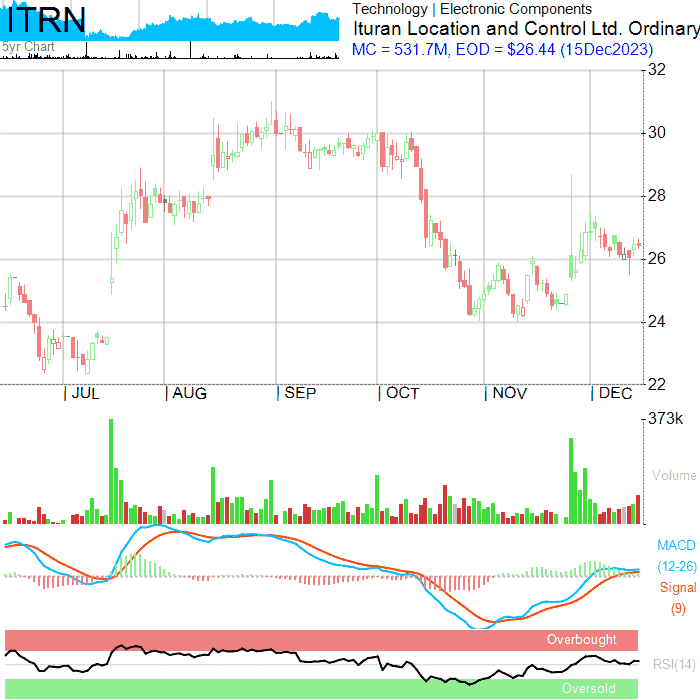 ITRN
5yr Chart
Technology | Electronic Components
Ituran Location and Control Ltd. Ordinary
MC = 531.7M, EOD = $26.44 (15Dec2023)
32
30
28
26
24
22
JUL AUG SEP OCT NOV DEC
373k
Volume
MACD
(12-26)
Signal
(9)
Overbought
RSI(14)
Oversold